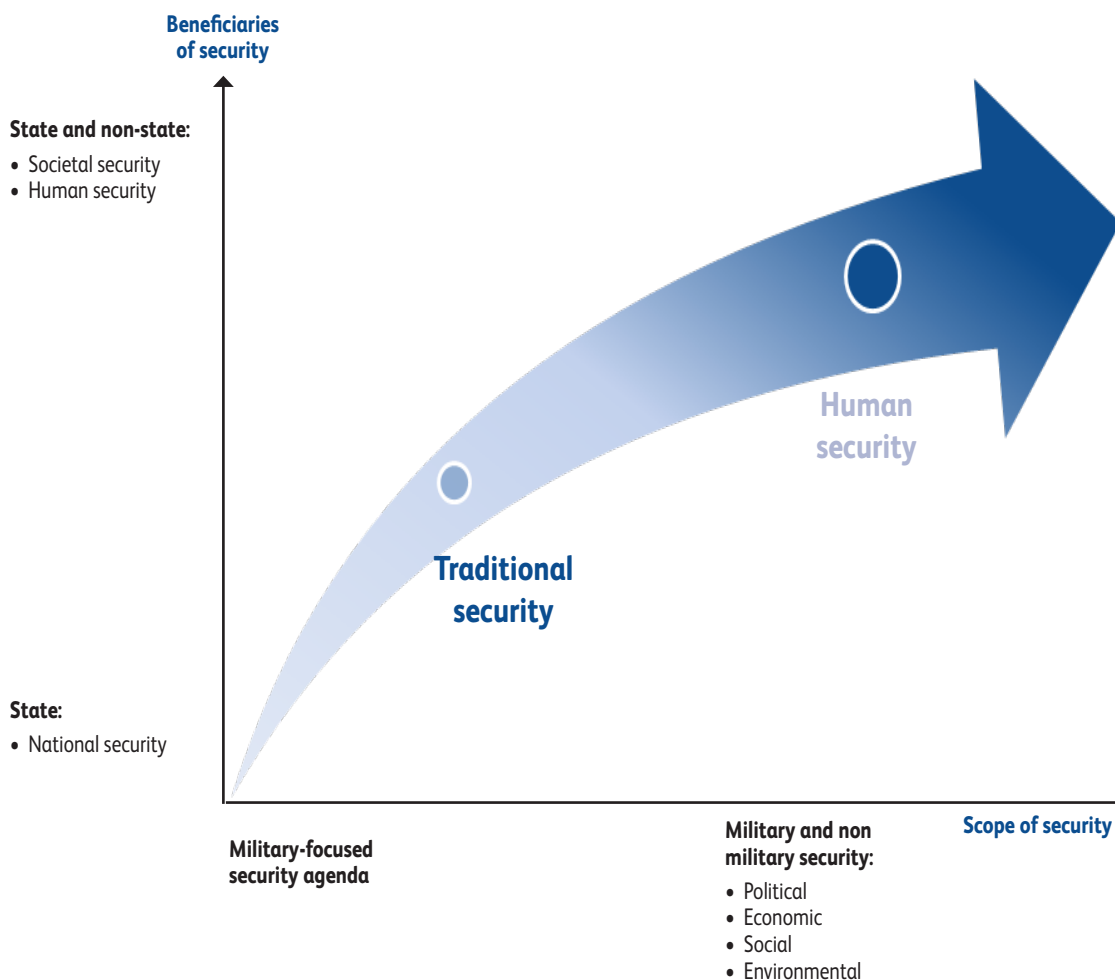 Beneficiaries
of security
State and non-state:
• Societal security
• Human security
Human
security
Traditional
security
State:
• National security
Military-focused
security agenda
Military and non
military security:
• Political
• Economic
• Social
• Environmental
Scope of security